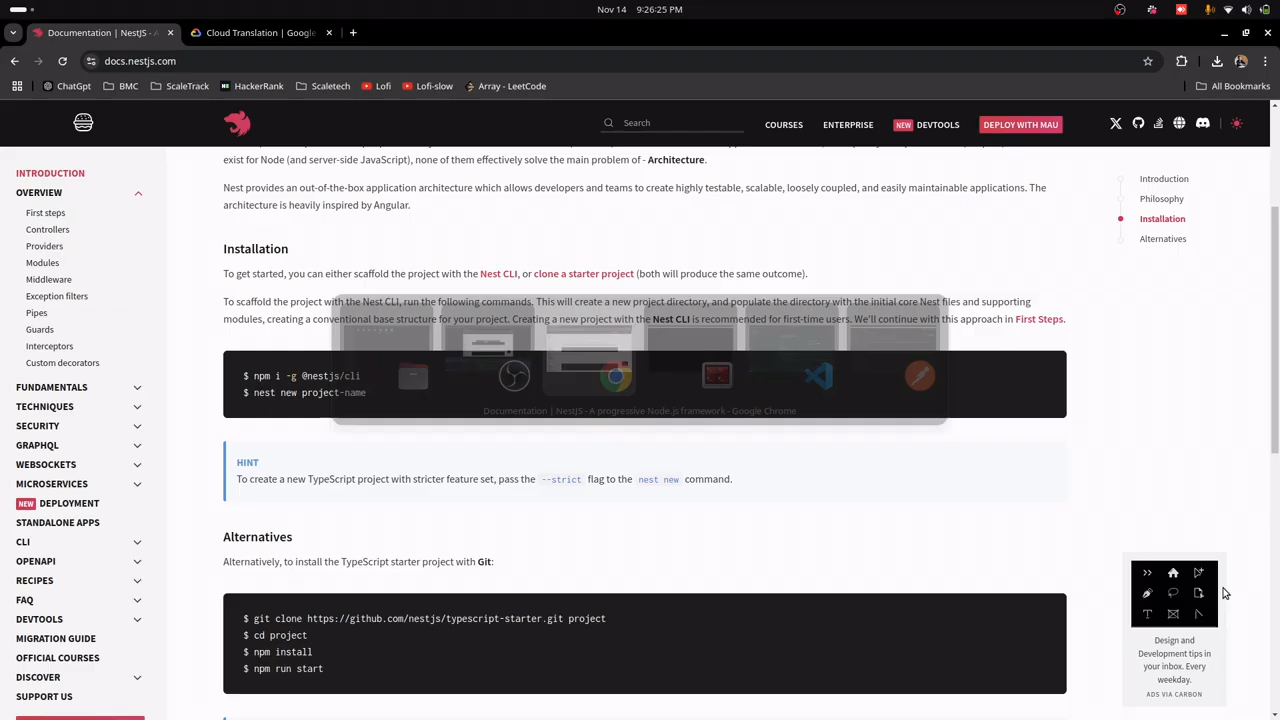 Nov 14 9:26:25 PM
Documentation | NestJS - A
Cloud Translation | Google
docs.nestjs.com
ChatGpt
BMC
ScaleTrack
HackerRank
Scaletech
Lofi
Lofi-slow
Array - LeetCode
All Bookmarks
Search
COURSES
ENTERPRISE
NEW DEVTOOLS
DEPLOY WITH MAU
INTRODUCTION
OVERVIEW
First steps
Controllers
Providers
Modules
Middleware
Exception filters
Pipes
Guards
Interceptors
Custom decorators
FUNDAMENTALS
TECHNIQUES
SECURITY
GRAPHQL
WEBSOCKETS
MICROSERVICES
NEW DEPLOYMENT
STANDALONE APPS
CLI
OPENAPI
RECIPES
FAQ
DEVTOOLS
MIGRATION GUIDE
OFFICIAL COURSES
DISCOVER
SUPPORT US
exist for Node (and server-side JavaScript), none of them effectively solve the main problem of - Architecture.
Nest provides an out-of-the-box application architecture which allows developers and teams to create highly testable, scalable, loosely coupled, and easily maintainable applications. The
architecture is heavily inspired by Angular.
Installation
To get started, you can either scaffold the project with the Nest CLI, or clone a starter project (both will produce the same outcome).
To scaffold the project with the Nest CLI, run the following commands. This will create a new project directory, and populate the directory with the initial core Nest files and supporting
modules, creating a conventional base structure for your project. Creating a new project with the Nest CLI is recommended for first-time users. We'll continue with this approach in First Steps.
$ npm i -g @nestjs/cli
$ nest new project-name
Documentation | NestJS - A progressive Node.js framework - Google Chrome
HINT
To create a new TypeScript project with stricter feature set, pass the --strict flag to the nest new command.
Alternatives
Alternatively, to install the TypeScript starter project with Git:
$ git clone https://github.com/nestjs/typescript-starter.git project
$ cd project
$ npm install
$ npm run start
Introduction
Philosophy
Installation
Alternatives
Design and
Development tips in
your inbox. Every
weekday.
ADS VIA CARBON